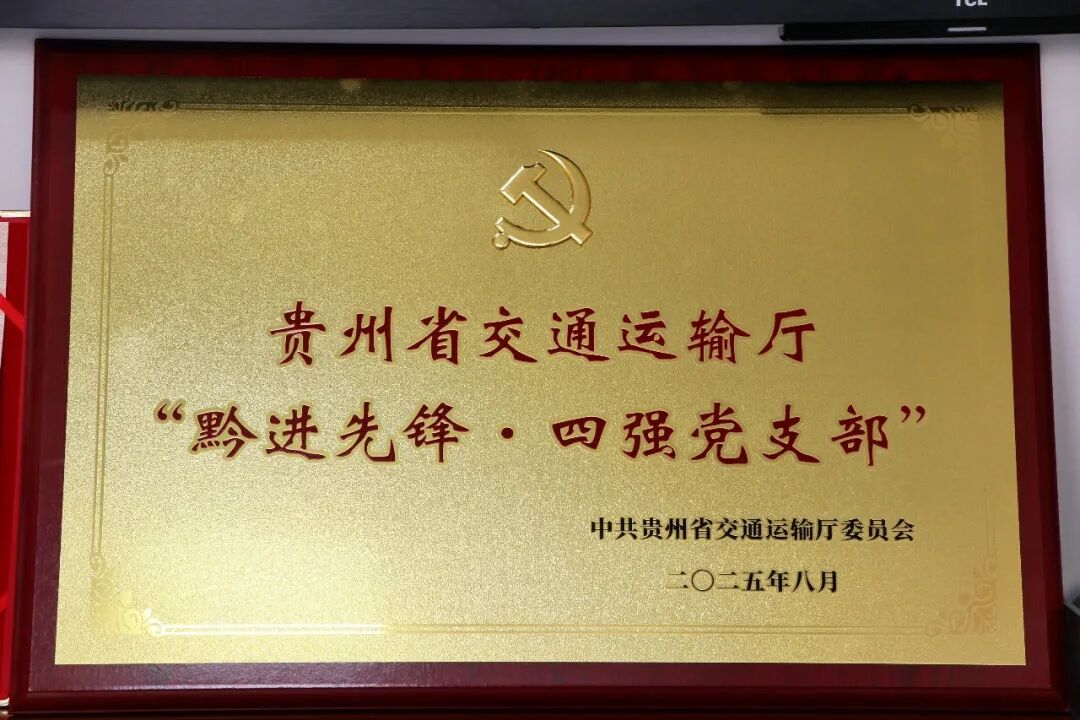 TCL
贵州省交通运输厅
“黔进先锋·四强党支部”
中共贵州省交通运输厅委员会
二〇二五年八月